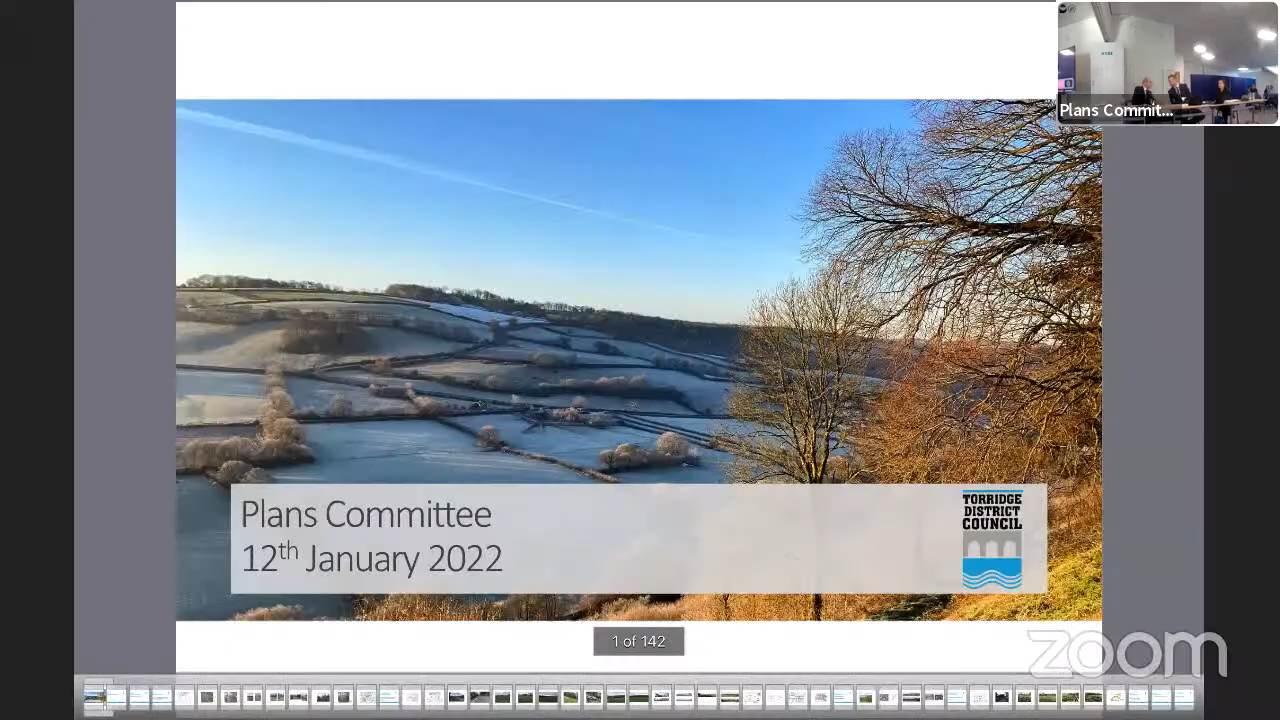 Plans Commit...
Plans Committee
12th January 2022
TORRIDGE
DISTRICT
COUNCIL
1 of 142
zoom